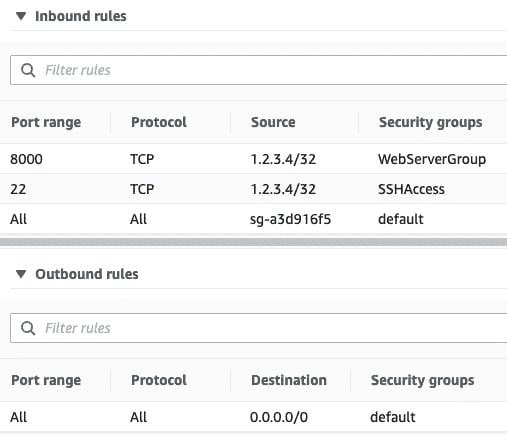 Inbound rules
Filter rules
Port range Protocol Source Security groups
8000 TCP 1.2.3.4/32 WebServerGroup
22 TCP 1.2.3.4/32 SSHAccess
All All sg-a3d916f5 default
Outbound rules
Filter rules
Port range Protocol Destination Security groups
All All 0.0.0.0/0 default